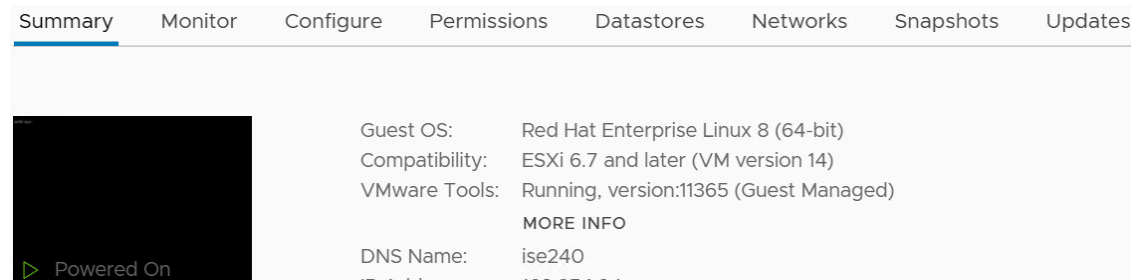 Summary Monitor Configure Permissions Datastores Networks Snapshots Updates
Guest OS: Red Hat Enterprise Linux 8 (64-bit)
Compatibility: ESXi 6.7 and later (VM version 14)
VMware Tools: Running, version:11365 (Guest Managed)
MORE INFO
DNS Name: ise240
Powered On